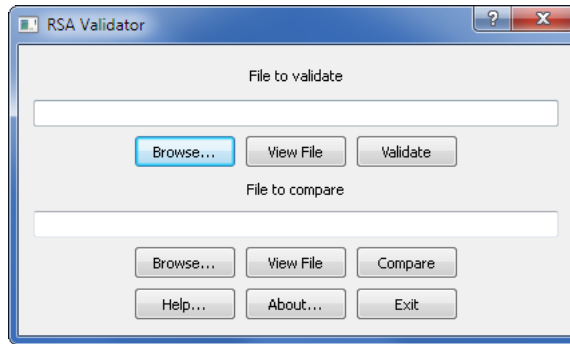 RSA Validator ? X
File to validate
Browse... View File Validate
File to compare
Browse... View File Compare
Help... About... Exit